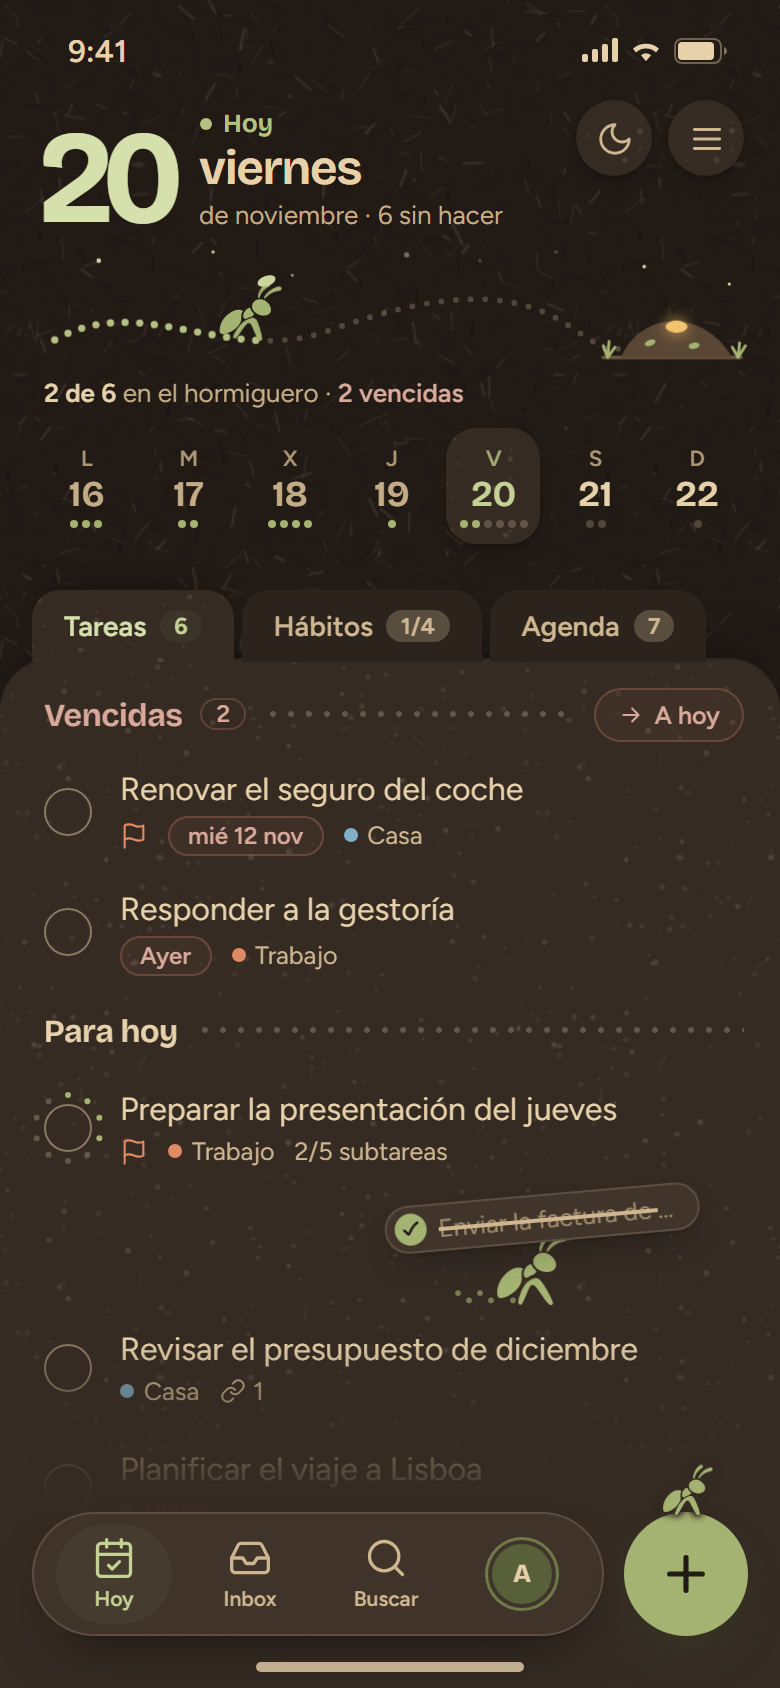 9:41
20
Hoy
viernes
de noviembre · 6 sin hacer
2 de 6 en el hormiguero · 2 vencidas
L M X J V S D
16 17 18 19 20 21 22
Tareas 6 Hábitos 1/4 Agenda 7
Vencidas 2 → A hoy
Renovar el seguro del coche
mié 12 nov Casa
Responder a la gestoría
Ayer Trabajo
Para hoy
Preparar la presentación del jueves
Trabajo 2/5 subtareas
Enviar la factura de ...
Revisar el presupuesto de diciembre
Casa 1
Planificar el viaje a Lisboa
Hoy Inbox Buscar A